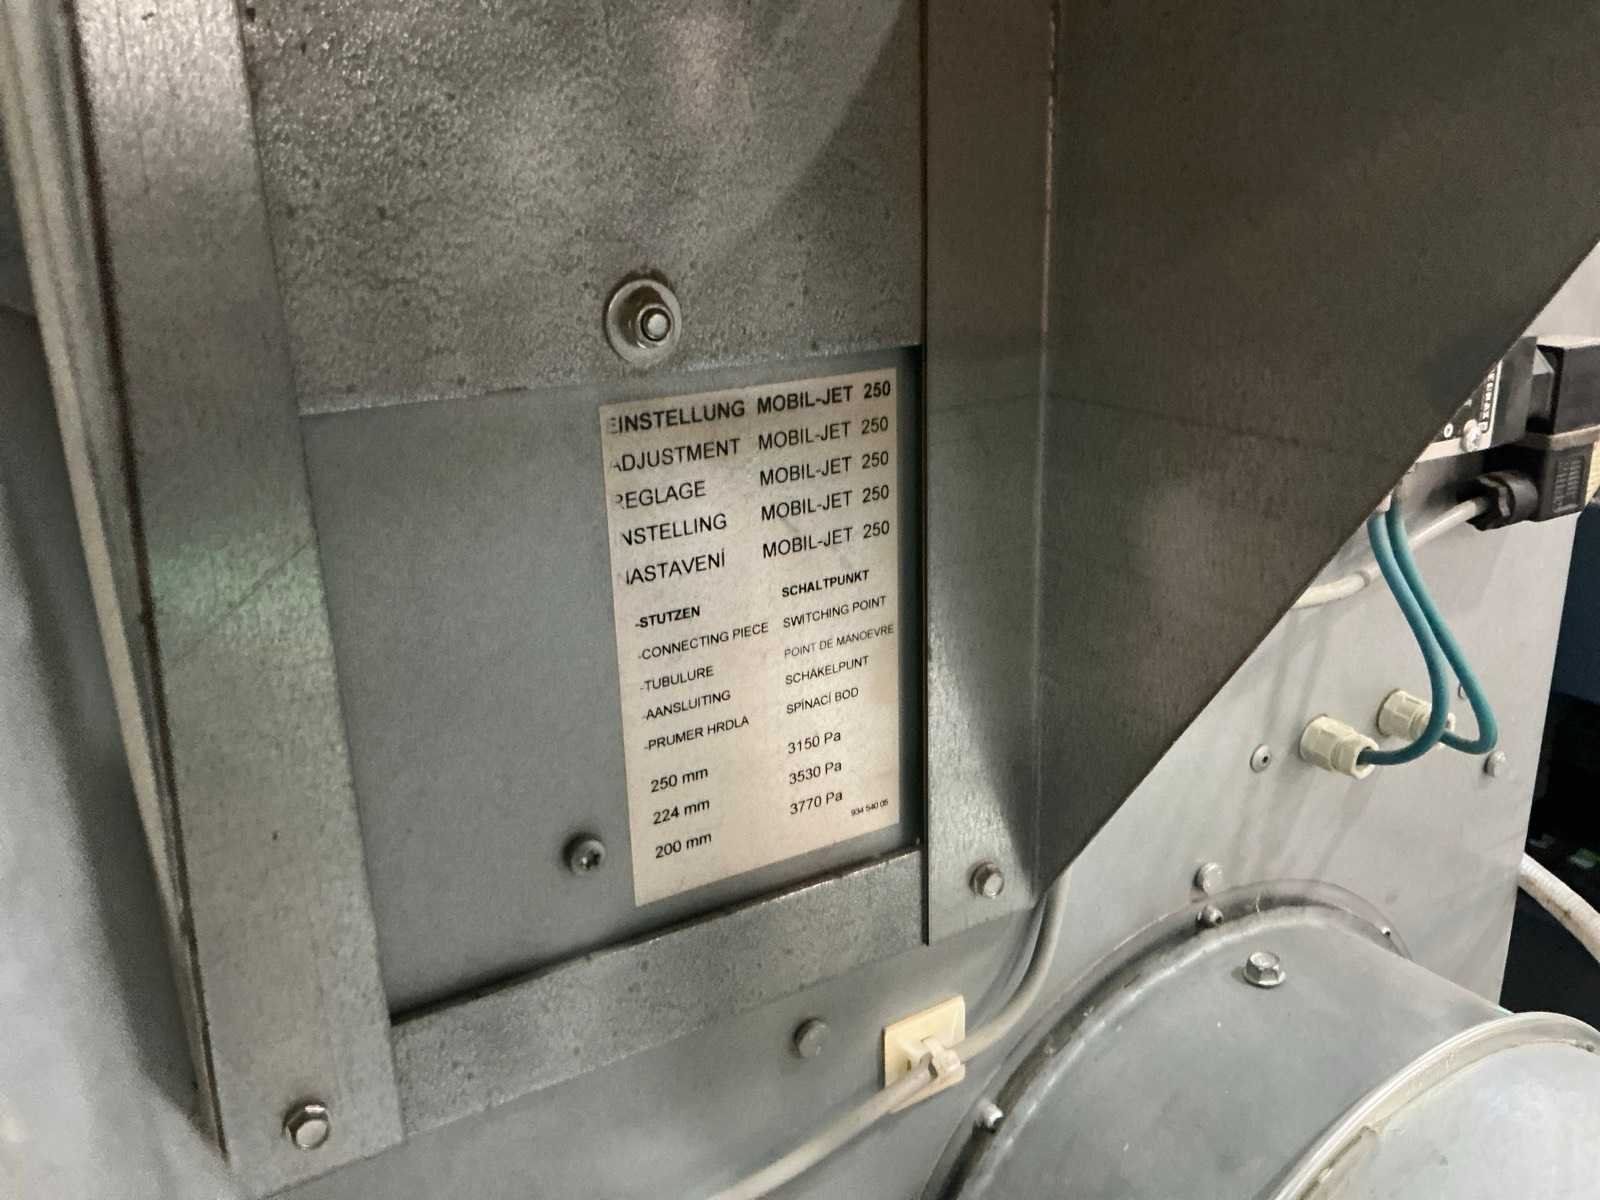 EINSTELLUNG MOBIL-JET 250
ADJUSTMENT MOBIL-JET 250
REGLAGE MOBIL-JET 250
INSTELLING MOBIL-JET 250
NASTAVENÍ MOBIL-JET 250
-STUTZEN SCHALTPUNKT
-CONNECTING PIECE SWITCHING POINT
-TUBULURE POINT DE MANOEVRE
-AANSLUITING SCHAKELPUNT
-PRUMER HRDLA SPÍNACÍ BOD
250 mm 3150 Pa
224 mm 3530 Pa
200 mm 3770 Pa
934 540 05